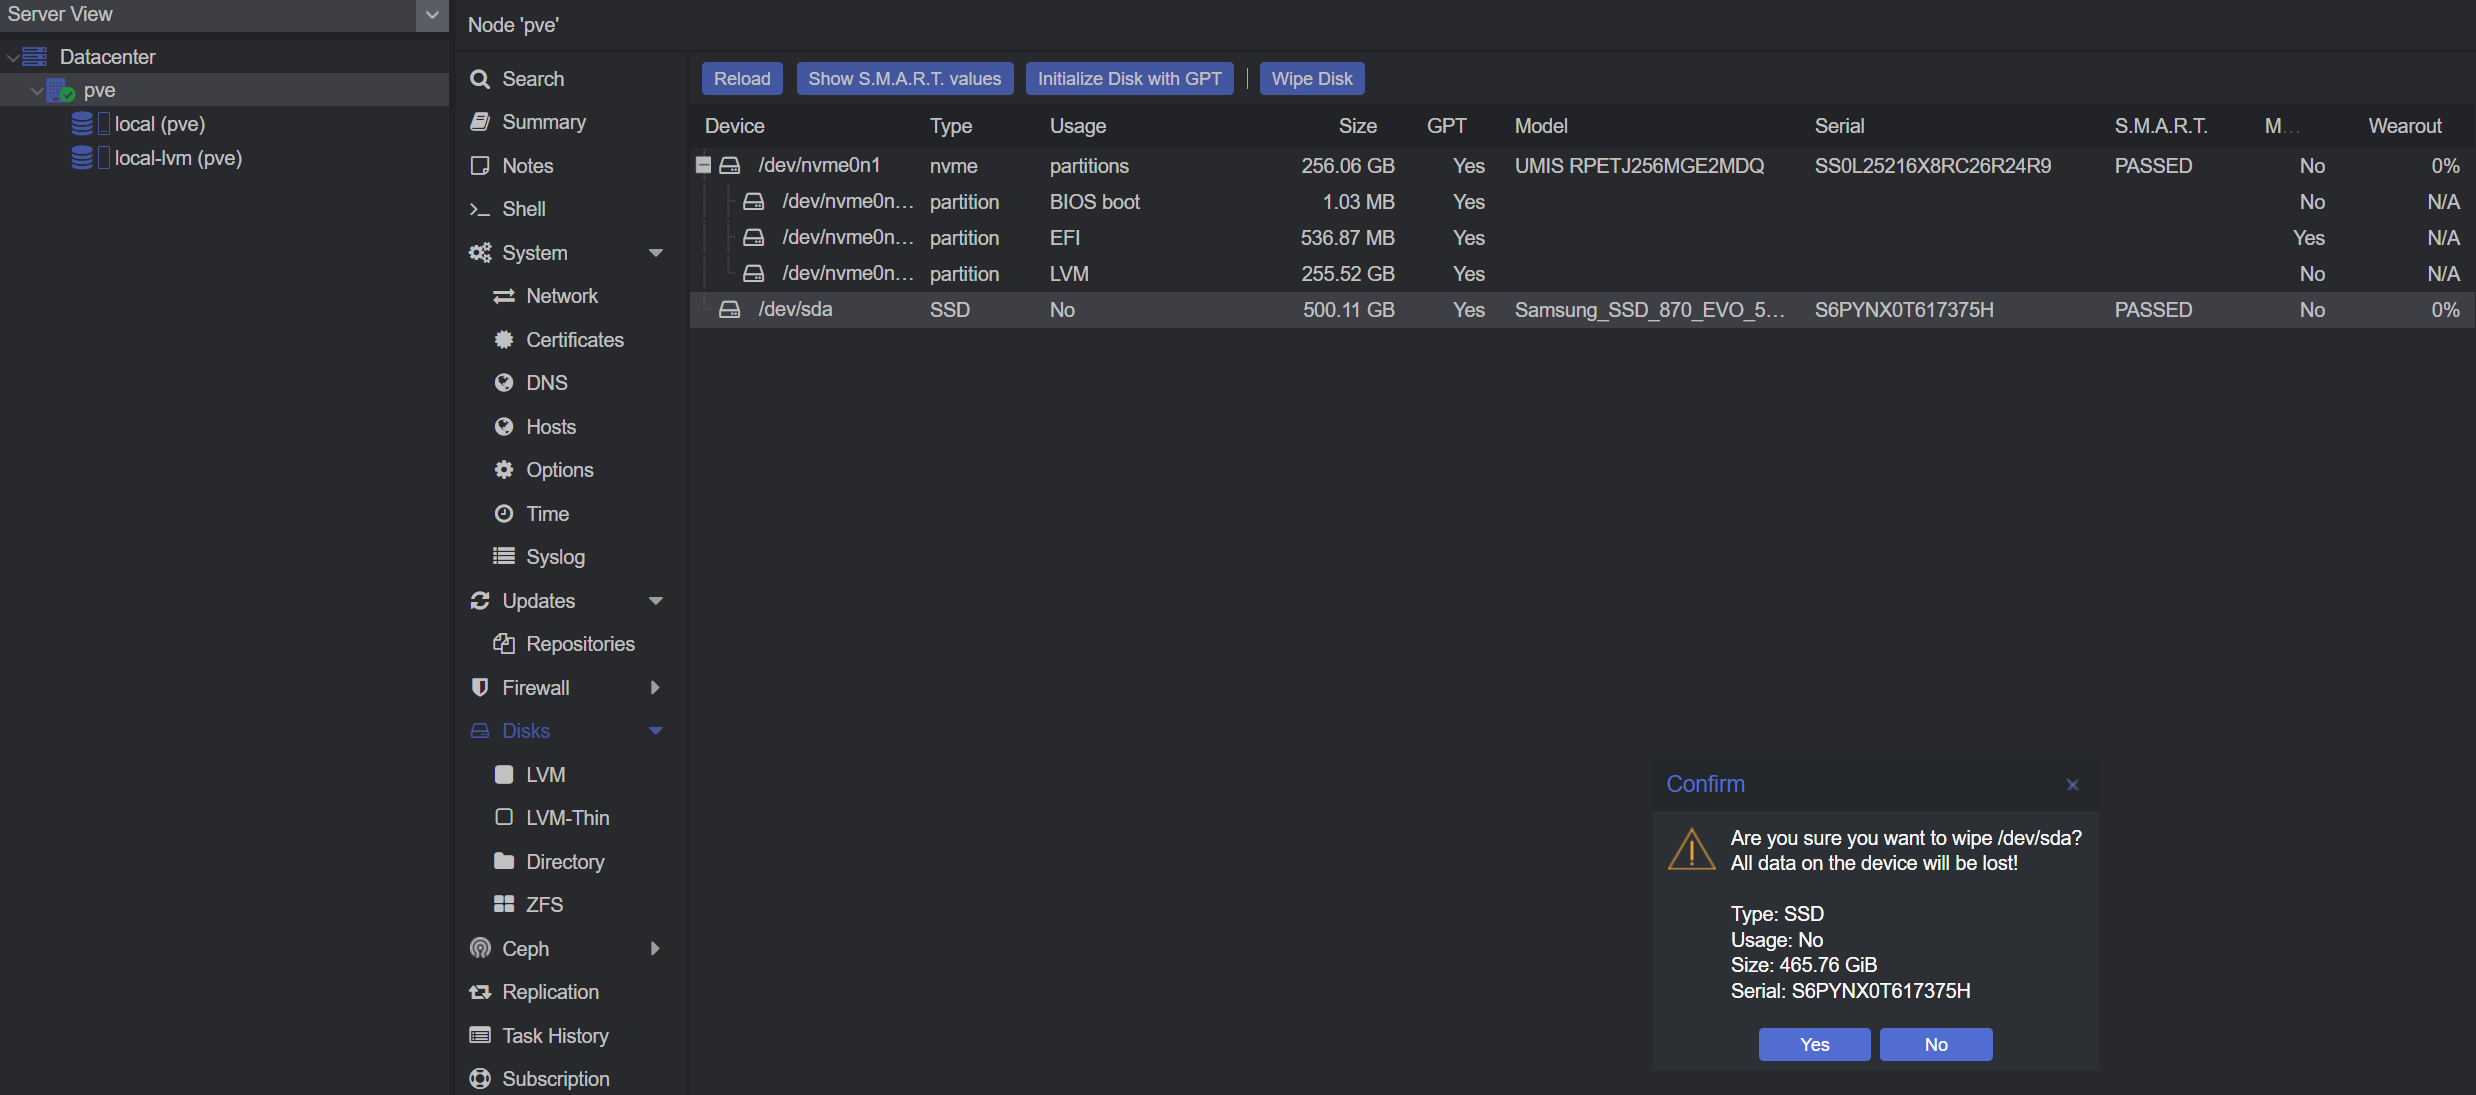 Server View
Datacenter
pve
local (pve)
local-lvm (pve)
Node 'pve'
Search
Summary
Notes
Shell
System
Network
Certificates
DNS
Hosts
Options
Time
Syslog
Updates
Repositories
Firewall
Disks
LVM
LVM-Thin
Directory
ZFS
Ceph
Replication
Task History
Subscription
Reload Show S.M.A.R.T. values Initialize Disk with GPT Wipe Disk
Device Type Usage Size GPT Model Serial S.M.A.R.T. M... Wearout
/dev/nvme0n1 nvme partitions 256.06 GB Yes UMIS RPETJ256MGE2MDQ SS0L25216X8RC26R24R9 PASSED No 0%
/dev/nvme0n... partition BIOS boot 1.03 MB Yes No N/A
/dev/nvme0n... partition EFI 536.87 MB Yes Yes N/A
/dev/nvme0n... partition LVM 255.52 GB Yes No N/A
/dev/sda SSD No 500.11 GB Yes Samsung_SSD_870_EVO_5... S6PYNX0T617375H PASSED No 0%
Confirm
Are you sure you want to wipe /dev/sda?
All data on the device will be lost!
Type: SSD
Usage: No
Size: 465.76 GiB
Serial: S6PYNX0T617375H
Yes No